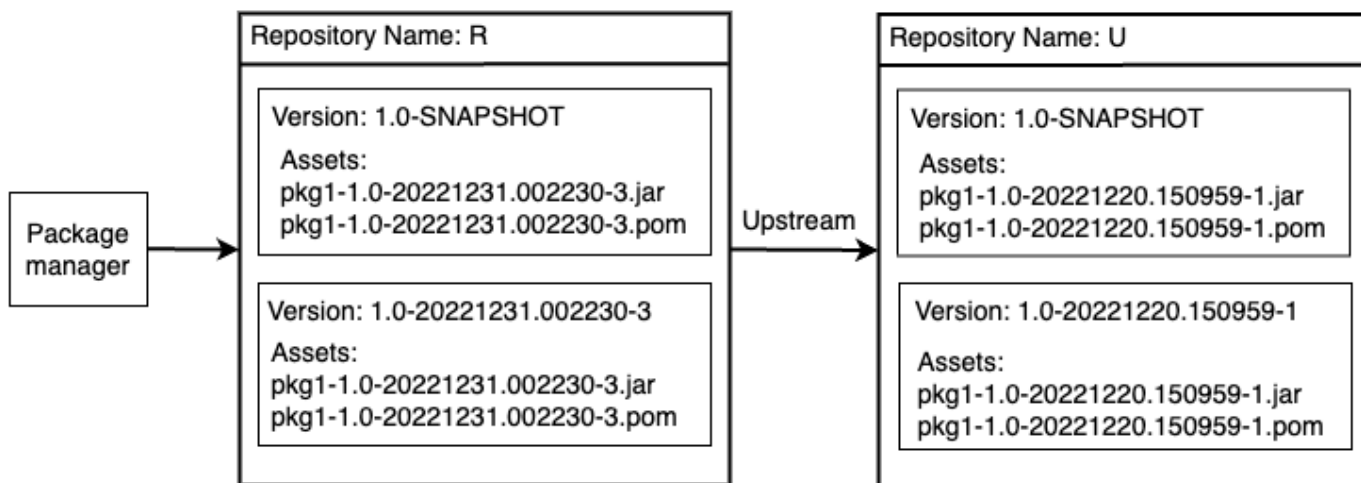 Package
manager
Repository Name: R
Version: 1.0-SNAPSHOT
Assets:
pkg1-1.0-20221231.002230-3.jar
pkg1-1.0-20221231.002230-3.pom
Version: 1.0-20221231.002230-3
Assets:
pkg1-1.0-20221231.002230-3.jar
pkg1-1.0-20221231.002230-3.pom
Upstream
Repository Name: U
Version: 1.0-SNAPSHOT
Assets:
pkg1-1.0-20221220.150959-1.jar
pkg1-1.0-20221220.150959-1.pom
Version: 1.0-20221220.150959-1
Assets:
pkg1-1.0-20221220.150959-1.jar
pkg1-1.0-20221220.150959-1.pom